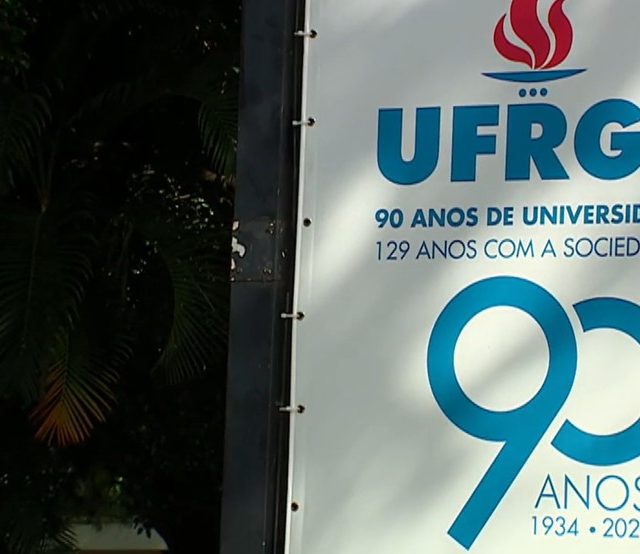 UFRG
90 ANOS DE UNIVERSID
129 ANOS COM A SOCIED
90
ANOS
1934 • 202